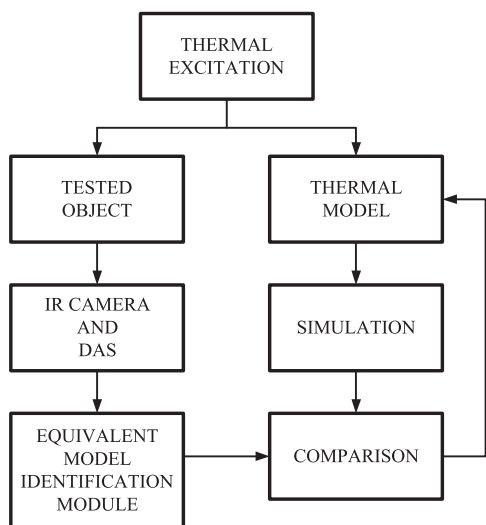 THERMAL
EXCITATION
TESTED
OBJECT
THERMAL
MODEL
IR CAMERA
AND
DAS
SIMULATION
EQUIVALENT
MODEL
IDENTIFICATION
MODULE
COMPARISON